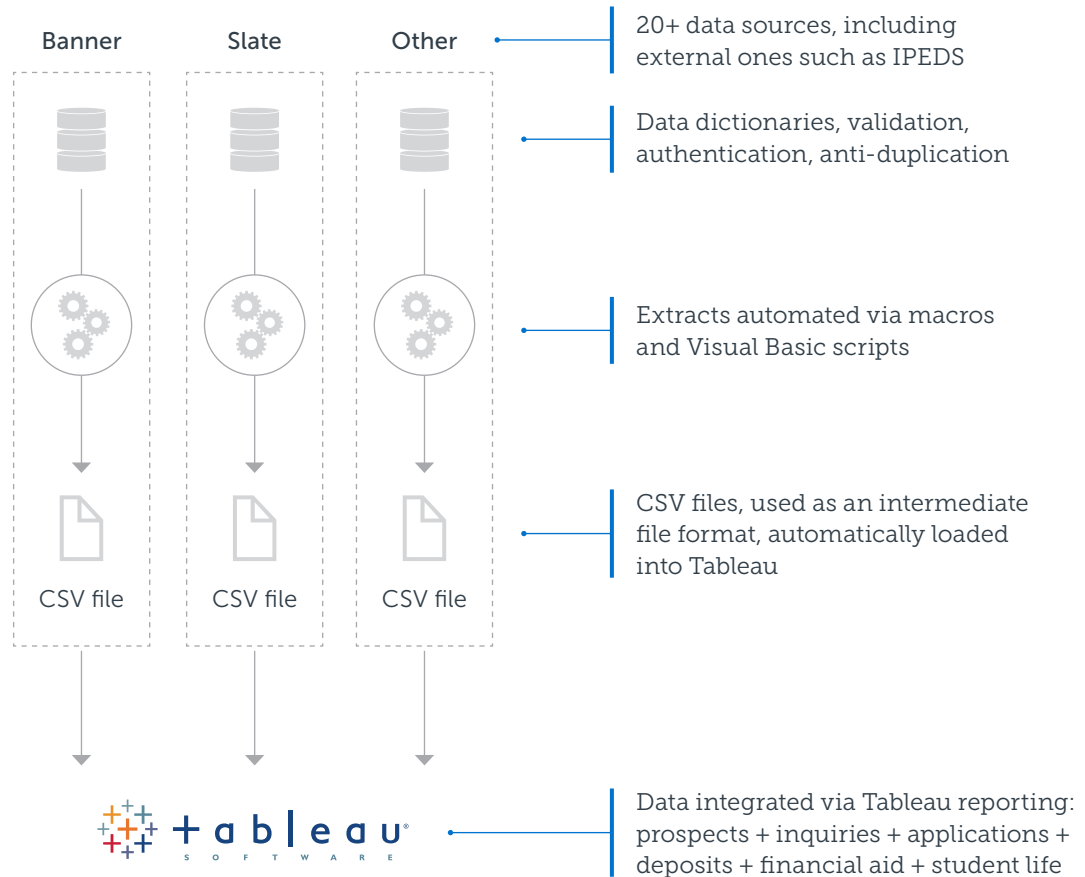 Banner Slate Other
20+ data sources, including
external ones such as IPEDS
Data dictionaries, validation,
authentication, anti-duplication
Extracts automated via macros
and Visual Basic scripts
CSV files, used as an intermediate
file format, automatically loaded
into Tableau
CSV file CSV file CSV file
+ableau®
SOFTWARE
Data integrated via Tableau reporting:
prospects + inquiries + applications +
deposits + financial aid + student life